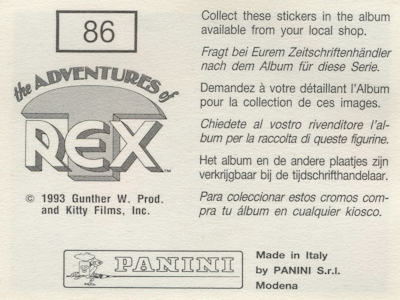 86
the ADVENTURES of
T REX™
© 1993 Gunther W. Prod.
and Kitty Films, Inc.
Collect these stickers in the album
available from your local shop.
Fragt bei Eurem Zeitschriftenhändler
nach dem Album für diese Serie.
Demandez à votre détaillant l'Album
pour la collection de ces images.
Chiedete al vostro rivenditore l'al-
bum per la raccolta di queste figurine.
Het album en de andere plaatjes zijn
verkrijgbaar bij de tijdschrifthandelaar.
Para coleccionar estos cromos com-
pra tu álbum en cualquier kiosco.
PANINI
Made in Italy
by PANINI S.r.l.
Modena